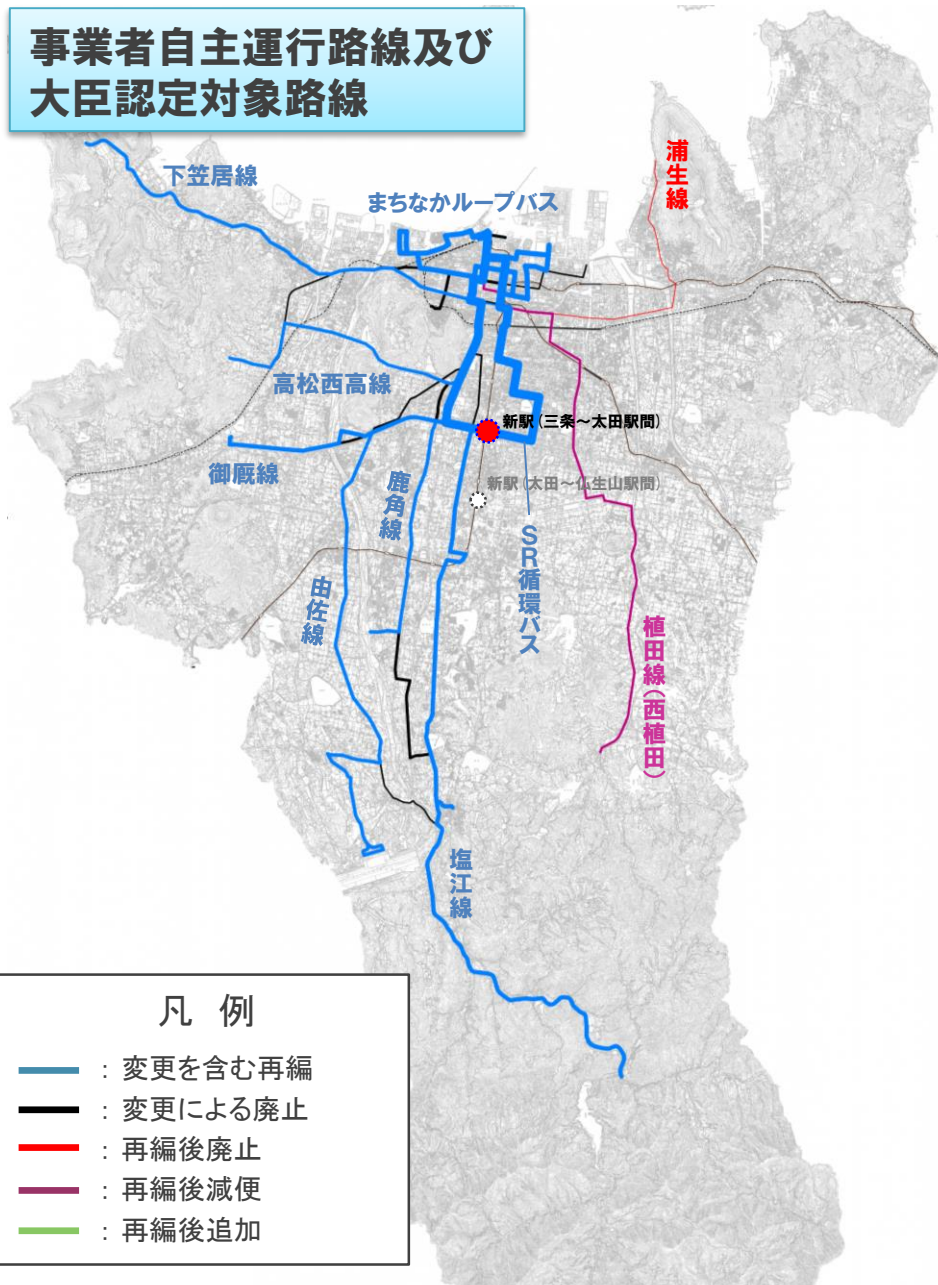 事業者自主運行路線及び
大臣認定対象路線
浦生線
下笠居線
まちなかループバス
高松西高線
新駅(三条～太田駅間)
御厩線
鹿角線
新駅(太田～仏生山駅間)
SR循環バス
由佐線
植田線(西植田)
塩江線
凡 例
: 変更を含む再編
: 変更による廃止
: 再編後廃止
: 再編後減便
: 再編後追加